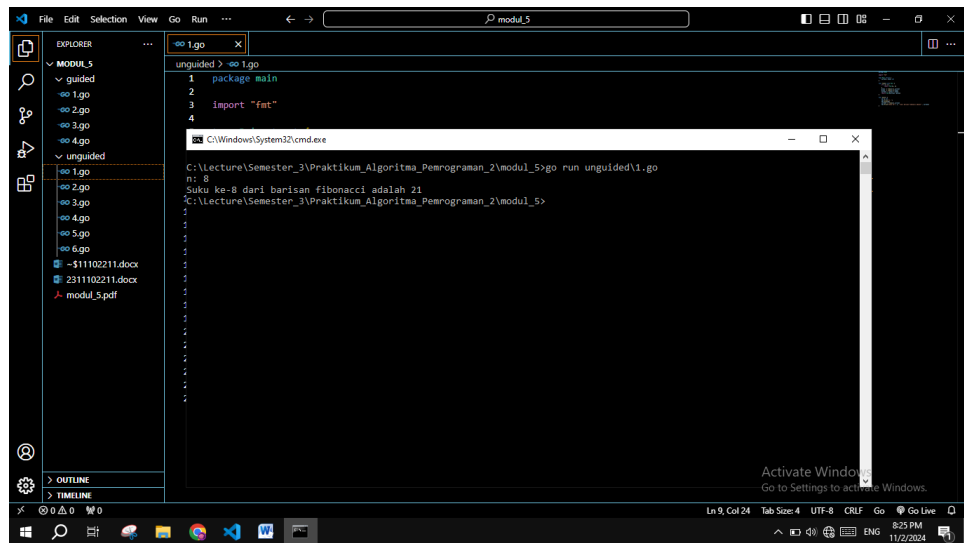 File Edit Selection View Go Run ... modul_5
EXPLORER ...
MODUL_5
guided
1.go
2.go
3.go
4.go
unguided
1.go
2.go
3.go
4.go
5.go
6.go
~$11102211.docx
2311102211.docx
modul_5.pdf
OUTLINE
TIMELINE
1.go
unguided > 1.go
1 package main
2
3 import "fmt"
4
C:\Windows\System32\cmd.exe
C:\Lecture\Semester_3\Praktikum_Algoritma_Pemrograman_2\modul_5>go run unguided\1.go
n: 8
Suku ke-8 dari barisan fibonacci adalah 21
C:\Lecture\Semester_3\Praktikum_Algoritma_Pemrograman_2\modul_5>
Activate Windows
Go to Settings to activate Windows.
0 0 0 Ln 9, Col 24 Tab Size: 4 UTF-8 CRLF Go Go Live
ENG 8:25 PM
11/2/2024